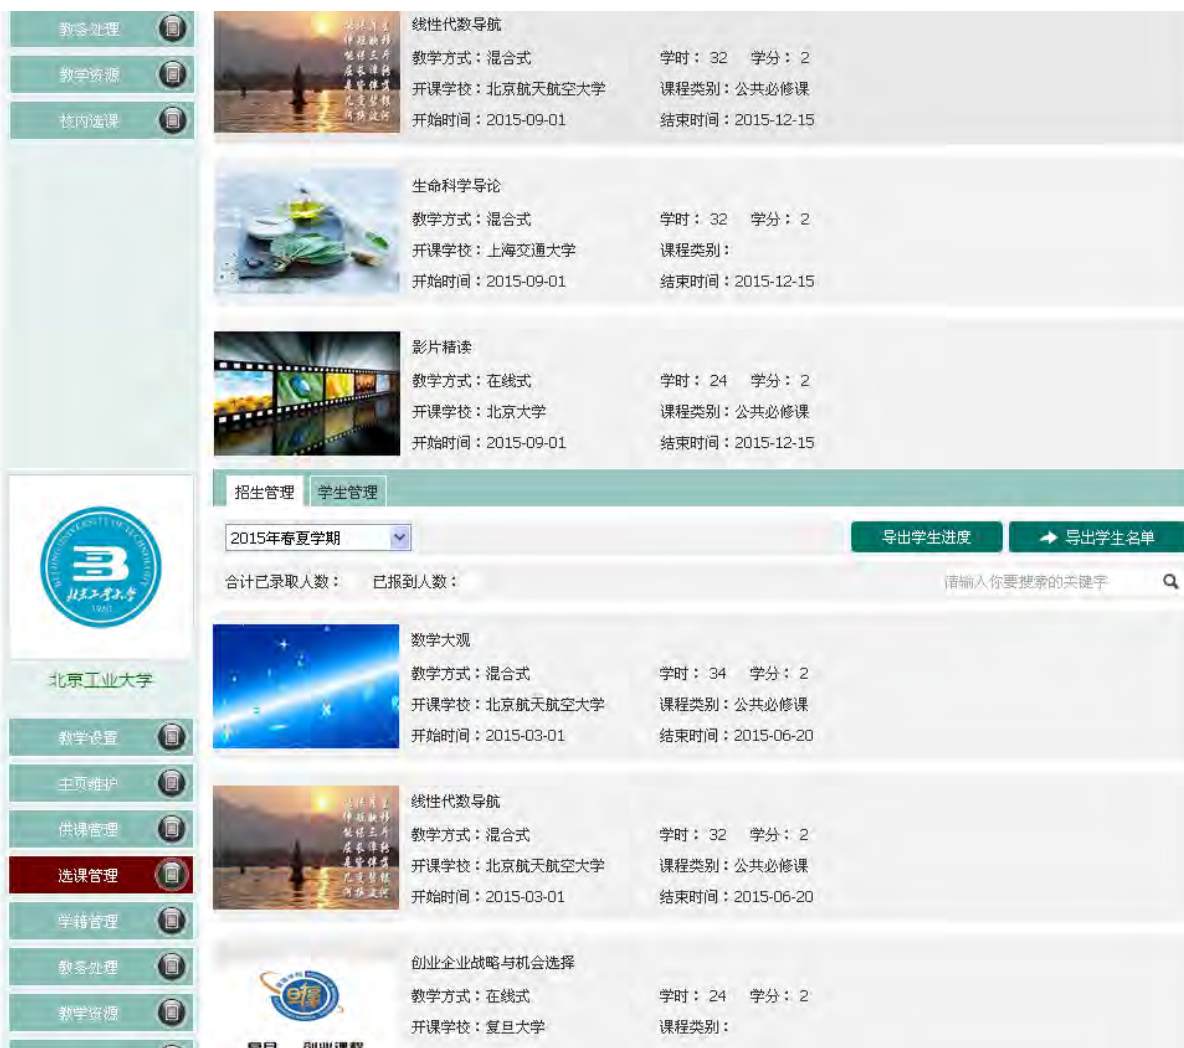 教务处理
教学资源
校内选课
线性代数导航
教学方式：混合式 学时： 32 学分： 2
开课学校：北京航天航空大学 课程类别：公共必修课
开始时间：2015-09-01 结束时间：2015-12-15
生命科学导论
教学方式：混合式 学时： 32 学分： 2
开课学校：上海交通大学 课程类别：
开始时间：2015-09-01 结束时间：2015-12-15
影片精读
教学方式：在线式 学时： 24 学分： 2
开课学校：北京大学 课程类别：公共必修课
开始时间：2015-09-01 结束时间：2015-12-15
北京工业大学
1960
北京工业大学
教学设置
主页维护
供课管理
选课管理
学籍管理
教务处理
教学资源
招生管理 学生管理
2015年春夏学期 导出学生进度 导出学生名单
合计已录取人数： 已报到人数： 请输入你要搜索的关键字
数学大观
教学方式：混合式 学时： 34 学分： 2
开课学校：北京航天航空大学 课程类别：公共必修课
开始时间：2015-03-01 结束时间：2015-06-20
线性代数导航
教学方式：混合式 学时： 32 学分： 2
开课学校：北京航天航空大学 课程类别：公共必修课
开始时间：2015-03-01 结束时间：2015-06-20
创业企业战略与机会选择
教学方式：在线式 学时： 24 学分： 2
开课学校：复旦大学 课程类别：